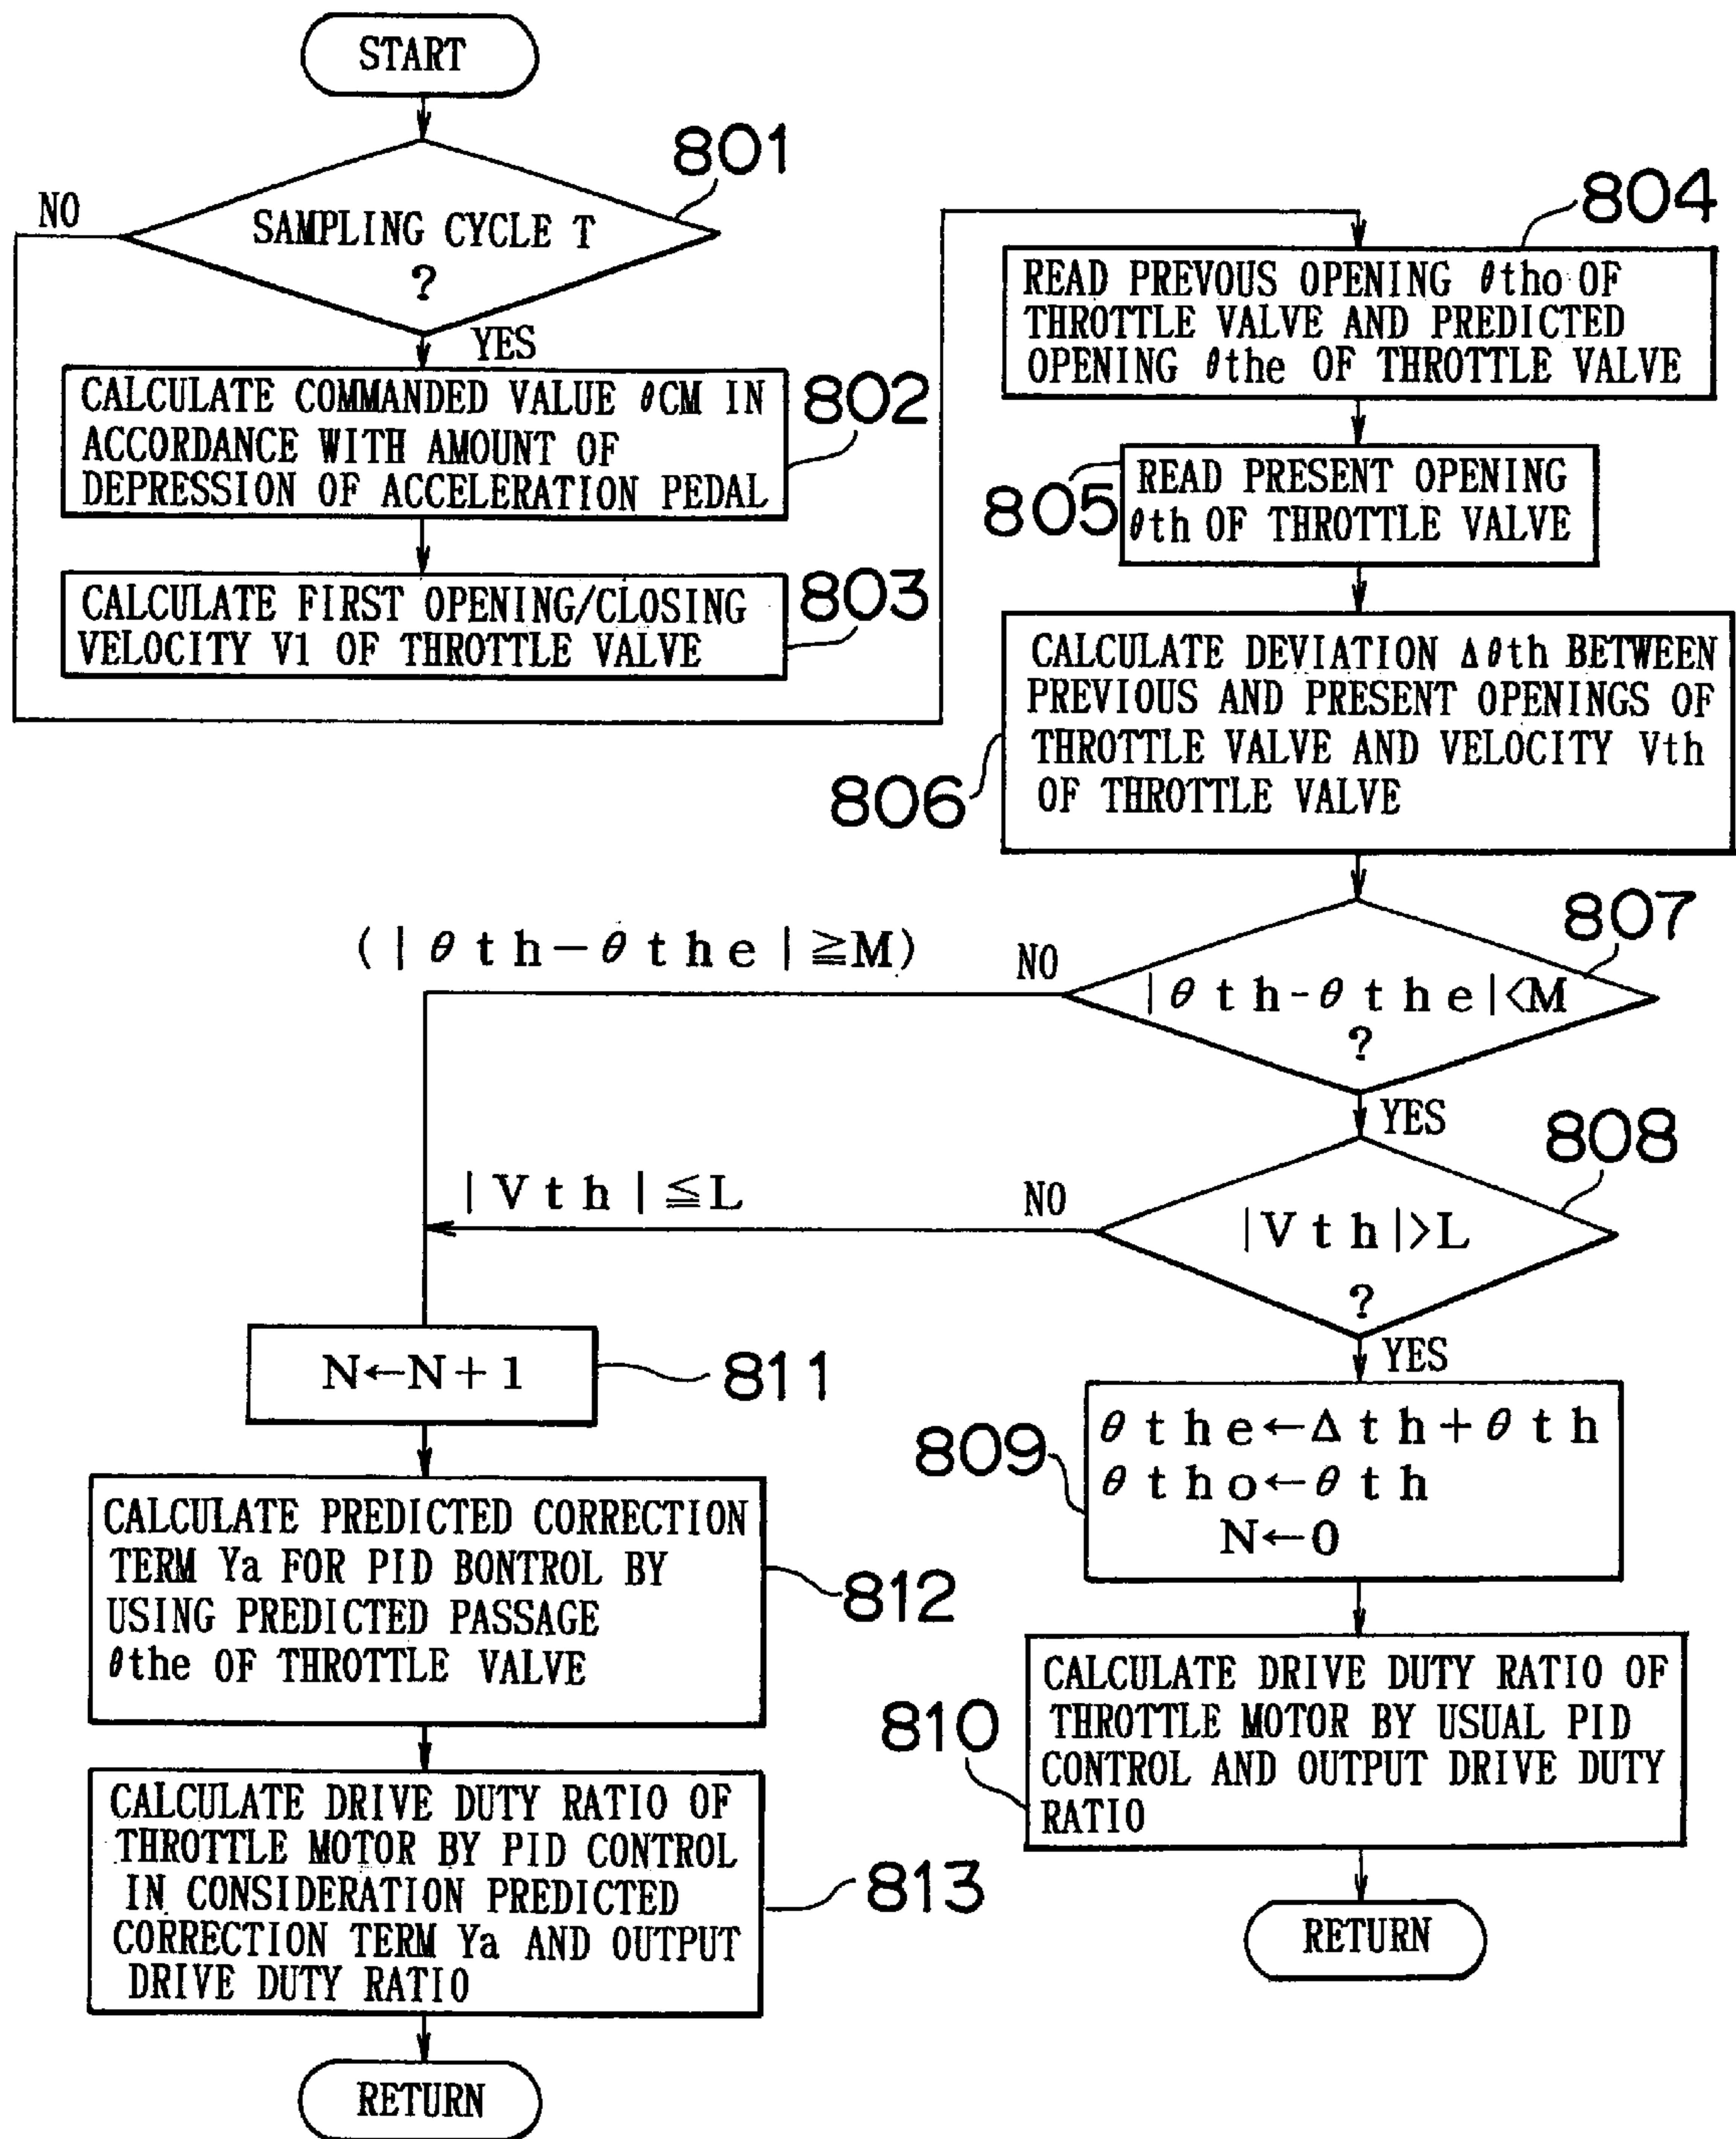 START
801
NO
SAMPLING CYCLE T
?
YES
CALCULATE COMMANDED VALUE θCM IN
ACCORDANCE WITH AMOUNT OF
DEPRESSION OF ACCELERATION PEDAL
802
CALCULATE FIRST OPENING/CLOSING
VELOCITY V1 OF THROTTLE VALVE
803
804
READ PREVOUS OPENING θtho OF
THROTTLE VALVE AND PREDICTED
OPENING θthe OF THROTTLE VALVE
805
READ PRESENT OPENING
θth OF THROTTLE VALVE
CALCULATE DEVIATION Δθth BETWEEN
PREVIOUS AND PRESENT OPENINGS OF
THROTTLE VALVE AND VELOCITY Vth
OF THROTTLE VALVE
806
807
(|θth-θthe|≧M)
NO
|θth-θthe|<M
?
YES
808
|Vth|≦L
NO
|Vth|>L
?
YES
809
θthe←Δth+θth
θtho←θth
N←0
810
CALCULATE DRIVE DUTY RATIO OF
THROTTLE MOTOR BY USUAL PID
CONTROL AND OUTPUT DRIVE DUTY
RATIO
RETURN
N←N+1
811
CALCULATE PREDICTED CORRECTION
TERM Ya FOR PID BONTROL BY
USING PREDICTED PASSAGE
θthe OF THROTTLE VALVE
812
CALCULATE DRIVE DUTY RATIO OF
THROTTLE MOTOR BY PID CONTROL
IN CONSIDERATION PREDICTED
CORRECTION TERM Ya AND OUTPUT
DRIVE DUTY RATIO
813
RETURN